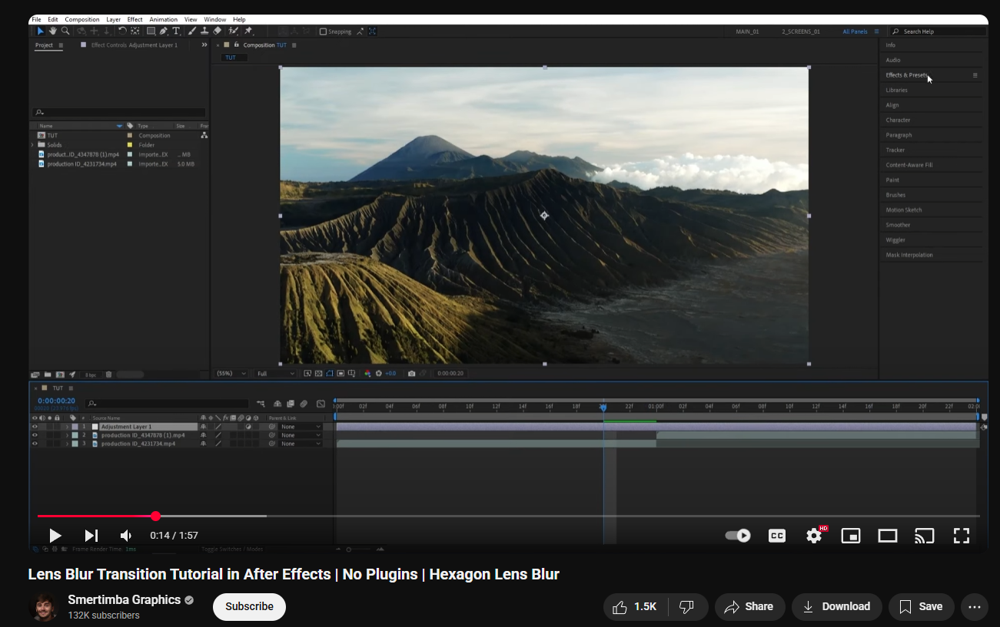 File Edit Composition Layer Effect Animation View Window Help
Snapping MAIN_01 2_SCREENS_01 All Panels Search Help
Project Effect Controls Adjustment Layer 1 Composition TUT
TUT
Name Type Size Fra
TUT Composition
Solids Folder
product...ID_4347878 (1).mp4 Importe...EX ... MB
production ID_4231734.mp4 Importe...EX 5.0 MB
Info
Audio
Effects & Presets
Libraries
Align
Character
Paragraph
Tracker
Content-Aware Fill
Paint
Brushes
Motion Sketch
Smoother
Wiggler
Mask Interpolation
8 bpc (55%) Full +0.0 0:00:00:20
TUT
0:00:00:20
:00f 02f 04f 06f 08f 10f 12f 14f 16f 18f 20f 22f 01:00f 02f 04f 06f 08f 10f 12f 14f 16f 18f 20f 22f 02:0
# Source Name Parent & Link
1 Adjustment Layer 1 None
2 production ID_4347878 (1).mp4 None
3 production ID_4231734.mp4 None
0:14 / 1:57 CC HD
Frame Render Time: 1ms Toggle Switches / Modes
Lens Blur Transition Tutorial in After Effects | No Plugins | Hexagon Lens Blur
Smertimba Graphics
132K subscribers
Subscribe
1.5K Share Download Save